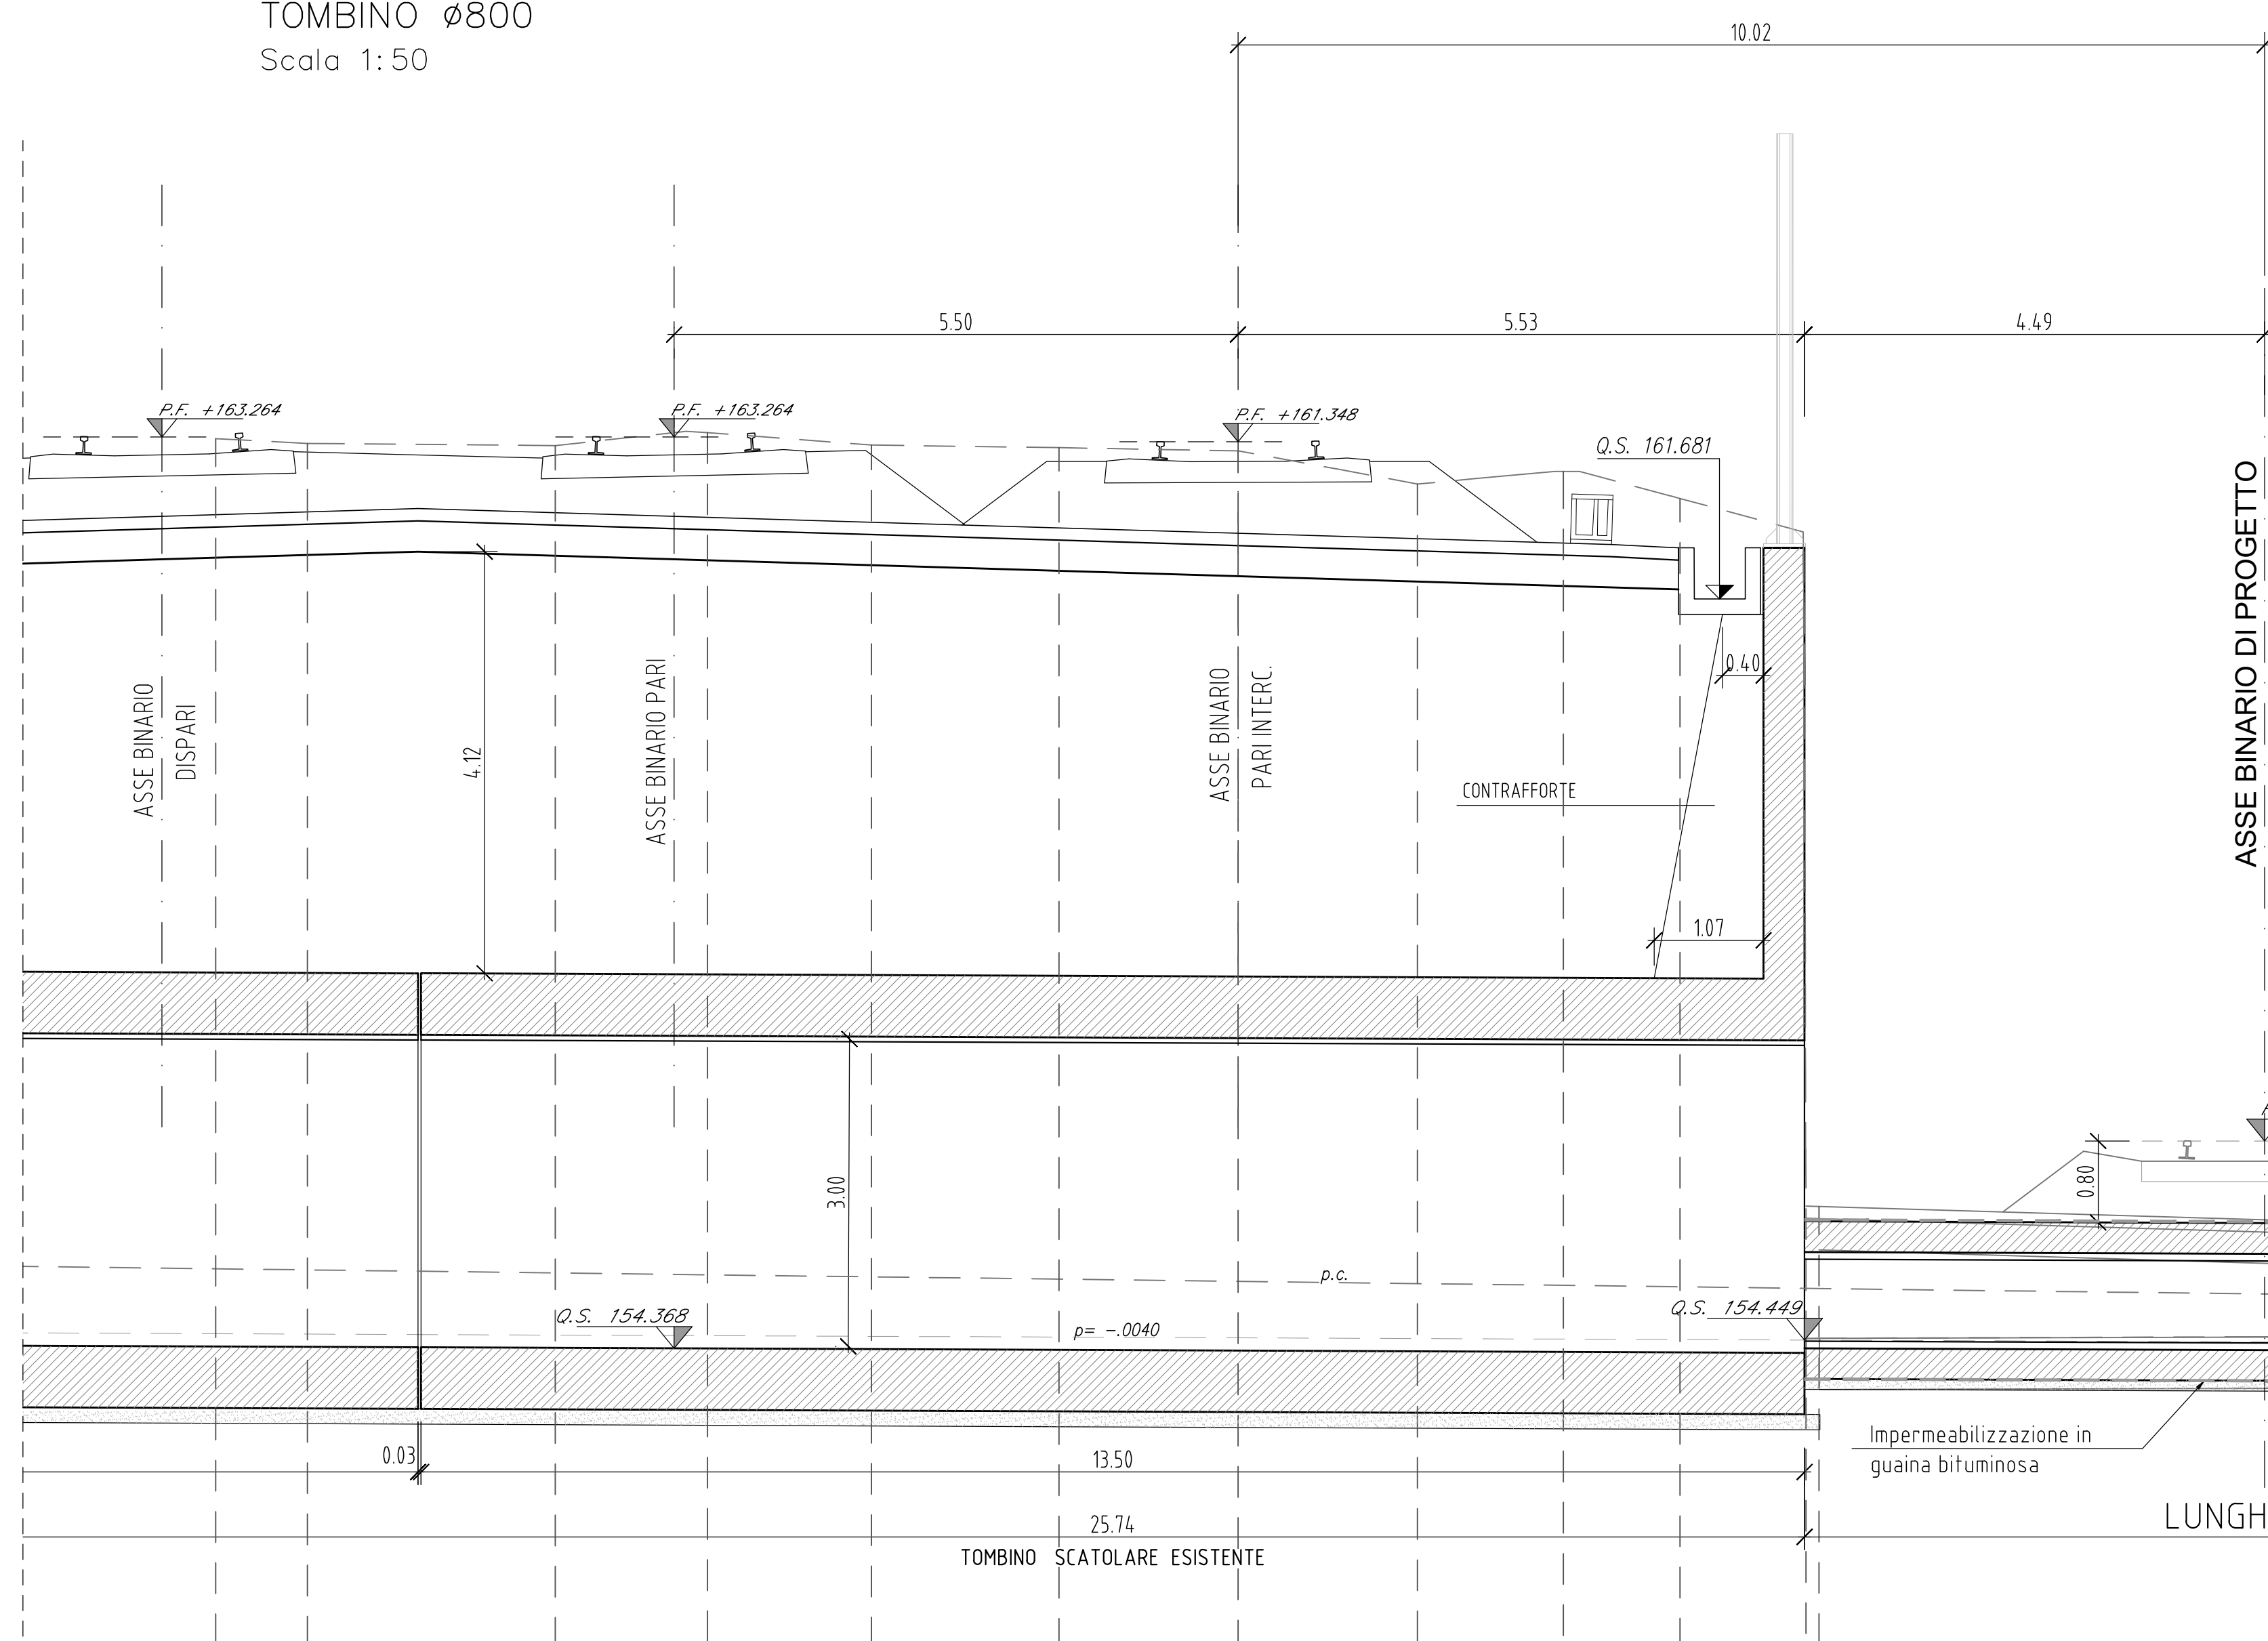 TOMBINO ø800
Scala 1:50
10.02
5.50
5.53
4.49
P.F. +163.264
P.F. +163.264
P.F. +161.348
Q.S. 161.681
ASSE BINARIO
DISPARI
ASSE BINARIO PARI
ASSE BINARIO
PARI INTERC.
ASSE BINARIO DI PROGETTO
0.40
4.12
CONTRAFFORTE
1.07
3.00
0.80
p.c.
Q.S. 154.368
p= -.0040
Q.S. 154.449
0.03
13.50
Impermeabilizzazione in
guaina bituminosa
25.74
TOMBINO SCATOLARE ESISTENTE
LUNGH